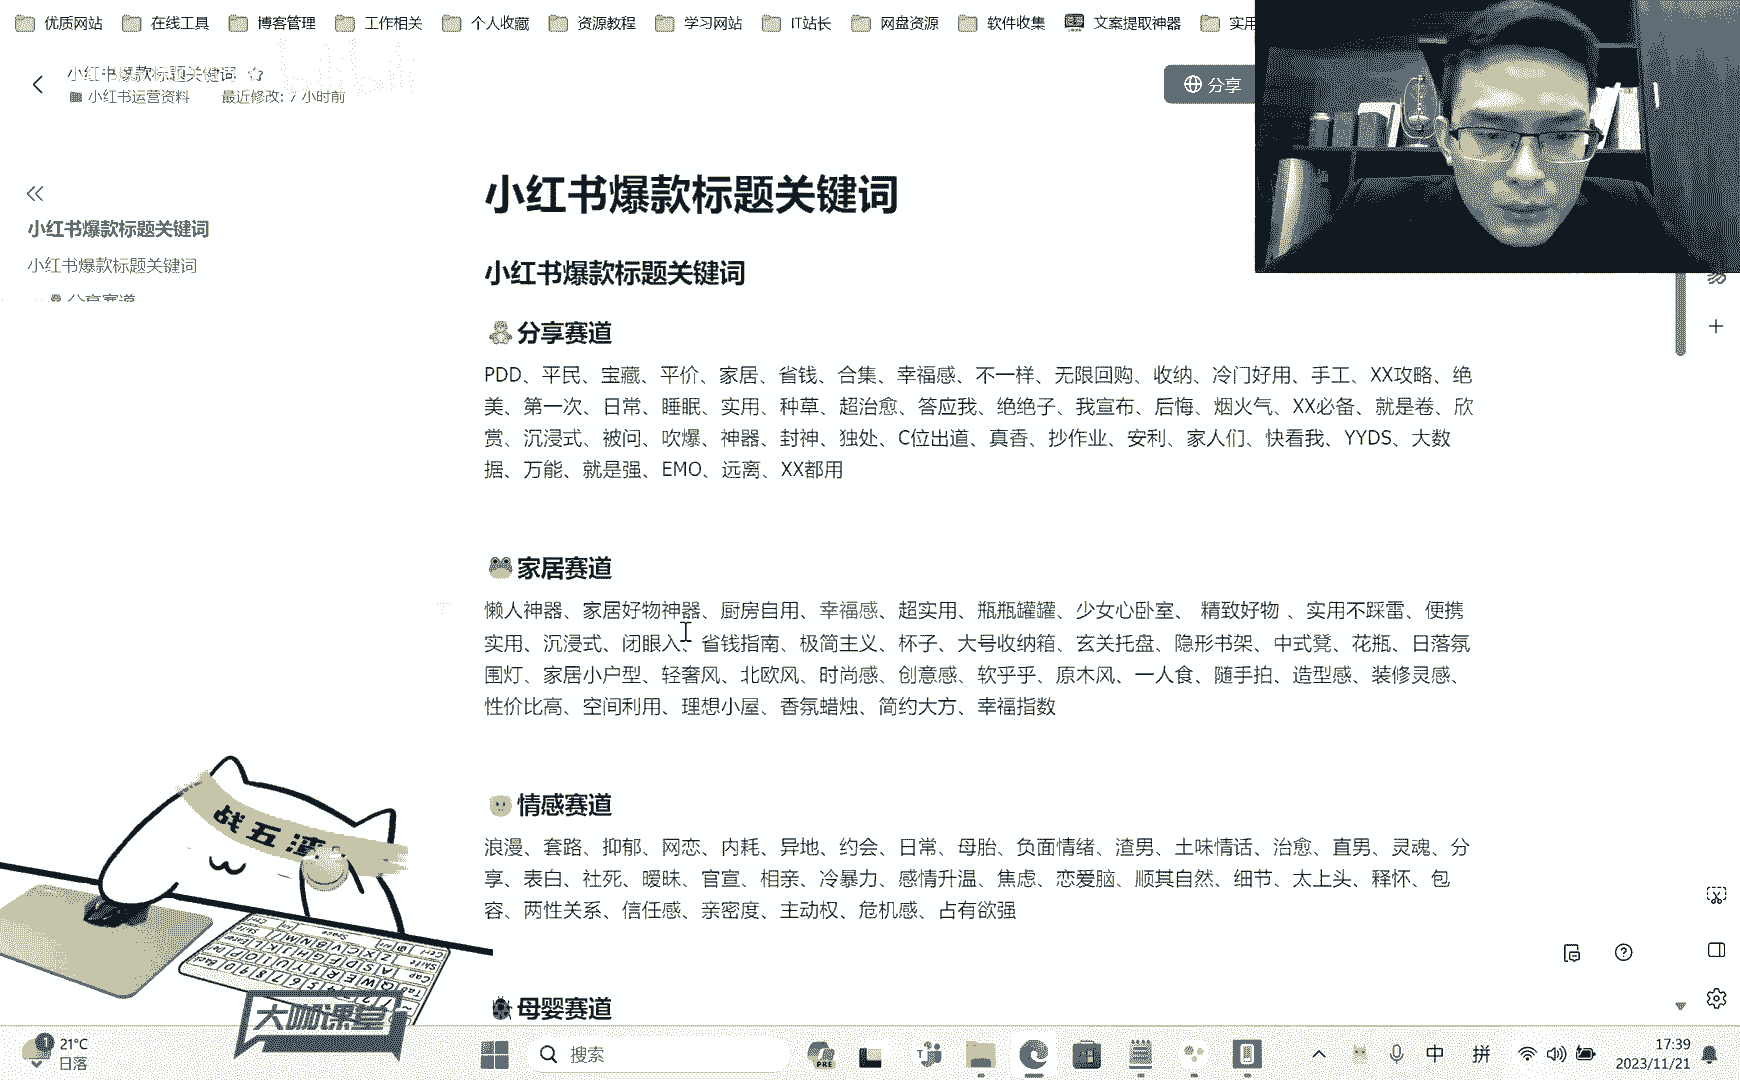 优质网站 在线工具 博客管理 工作相关 个人收藏 资源教程 学习网站 IT站长 网盘资源 软件收集 文案提取神器 实用
小红书爆款标题关键词
小红书运营资料 最近修改: 7 小时前
分享
小红书爆款标题关键词
小红书爆款标题关键词
分享赛道
小红书爆款标题关键词
小红书爆款标题关键词
分享赛道
PDD、平民、宝藏、平价、家居、省钱、合集、幸福感、不一样、无限回购、收纳、冷门好用、手工、XX攻略、绝
美、第一次、日常、睡眠、实用、种草、超治愈、答应我、绝绝子、我宣布、后悔、烟火气、XX必备、就是卷、欣
赏、沉浸式、被问、吹爆、神器、封神、独处、C位出道、真香、抄作业、安利、家人们、快看我、YYDS、大数
据、万能、就是强、EMO、远离、XX都用
家居赛道
懒人神器、家居好物神器、厨房自用、幸福感、超实用、瓶瓶罐罐、少女心卧室、 精致好物 、实用不踩雷、便携
实用、沉浸式、闭眼入、省钱指南、极简主义、杯子、大号收纳箱、玄关托盘、隐形书架、中式凳、花瓶、日落氛
围灯、家居小户型、轻奢风、北欧风、时尚感、创意感、软乎乎、原木风、一人食、随手拍、造型感、装修灵感、
性价比高、空间利用、理想小屋、香氛蜡烛、简约大方、幸福指数
情感赛道
浪漫、套路、抑郁、网恋、内耗、异地、约会、日常、母胎、负面情绪、渣男、土味情话、治愈、直男、灵魂、分
享、表白、社死、暧昧、官宣、相亲、冷暴力、感情升温、焦虑、恋爱脑、顺其自然、细节、太上头、释怀、包
容、两性关系、信任感、亲密度、主动权、危机感、占有欲强
母婴赛道
战五渣
大咖课堂
1
21°C
日落
搜索
PRE
中 拼
17:39
2023/11/21